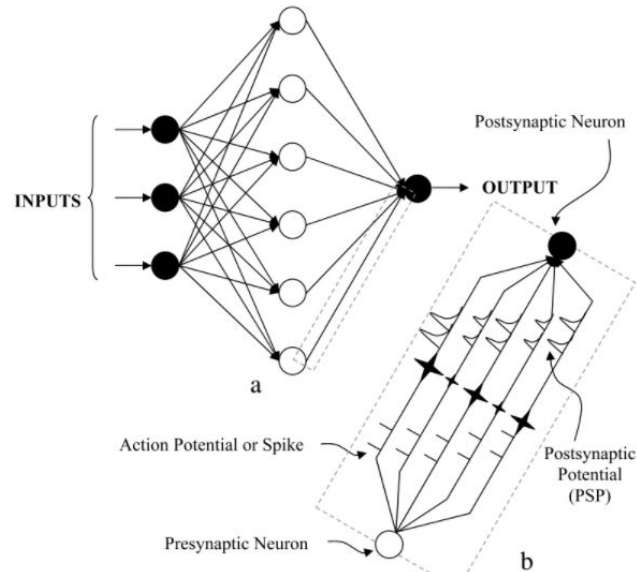 Postsynaptic Neuron
INPUTS
OUTPUT
a
Action Potential or Spike
Postsynaptic
Potential
(PSP)
Presynaptic Neuron
b